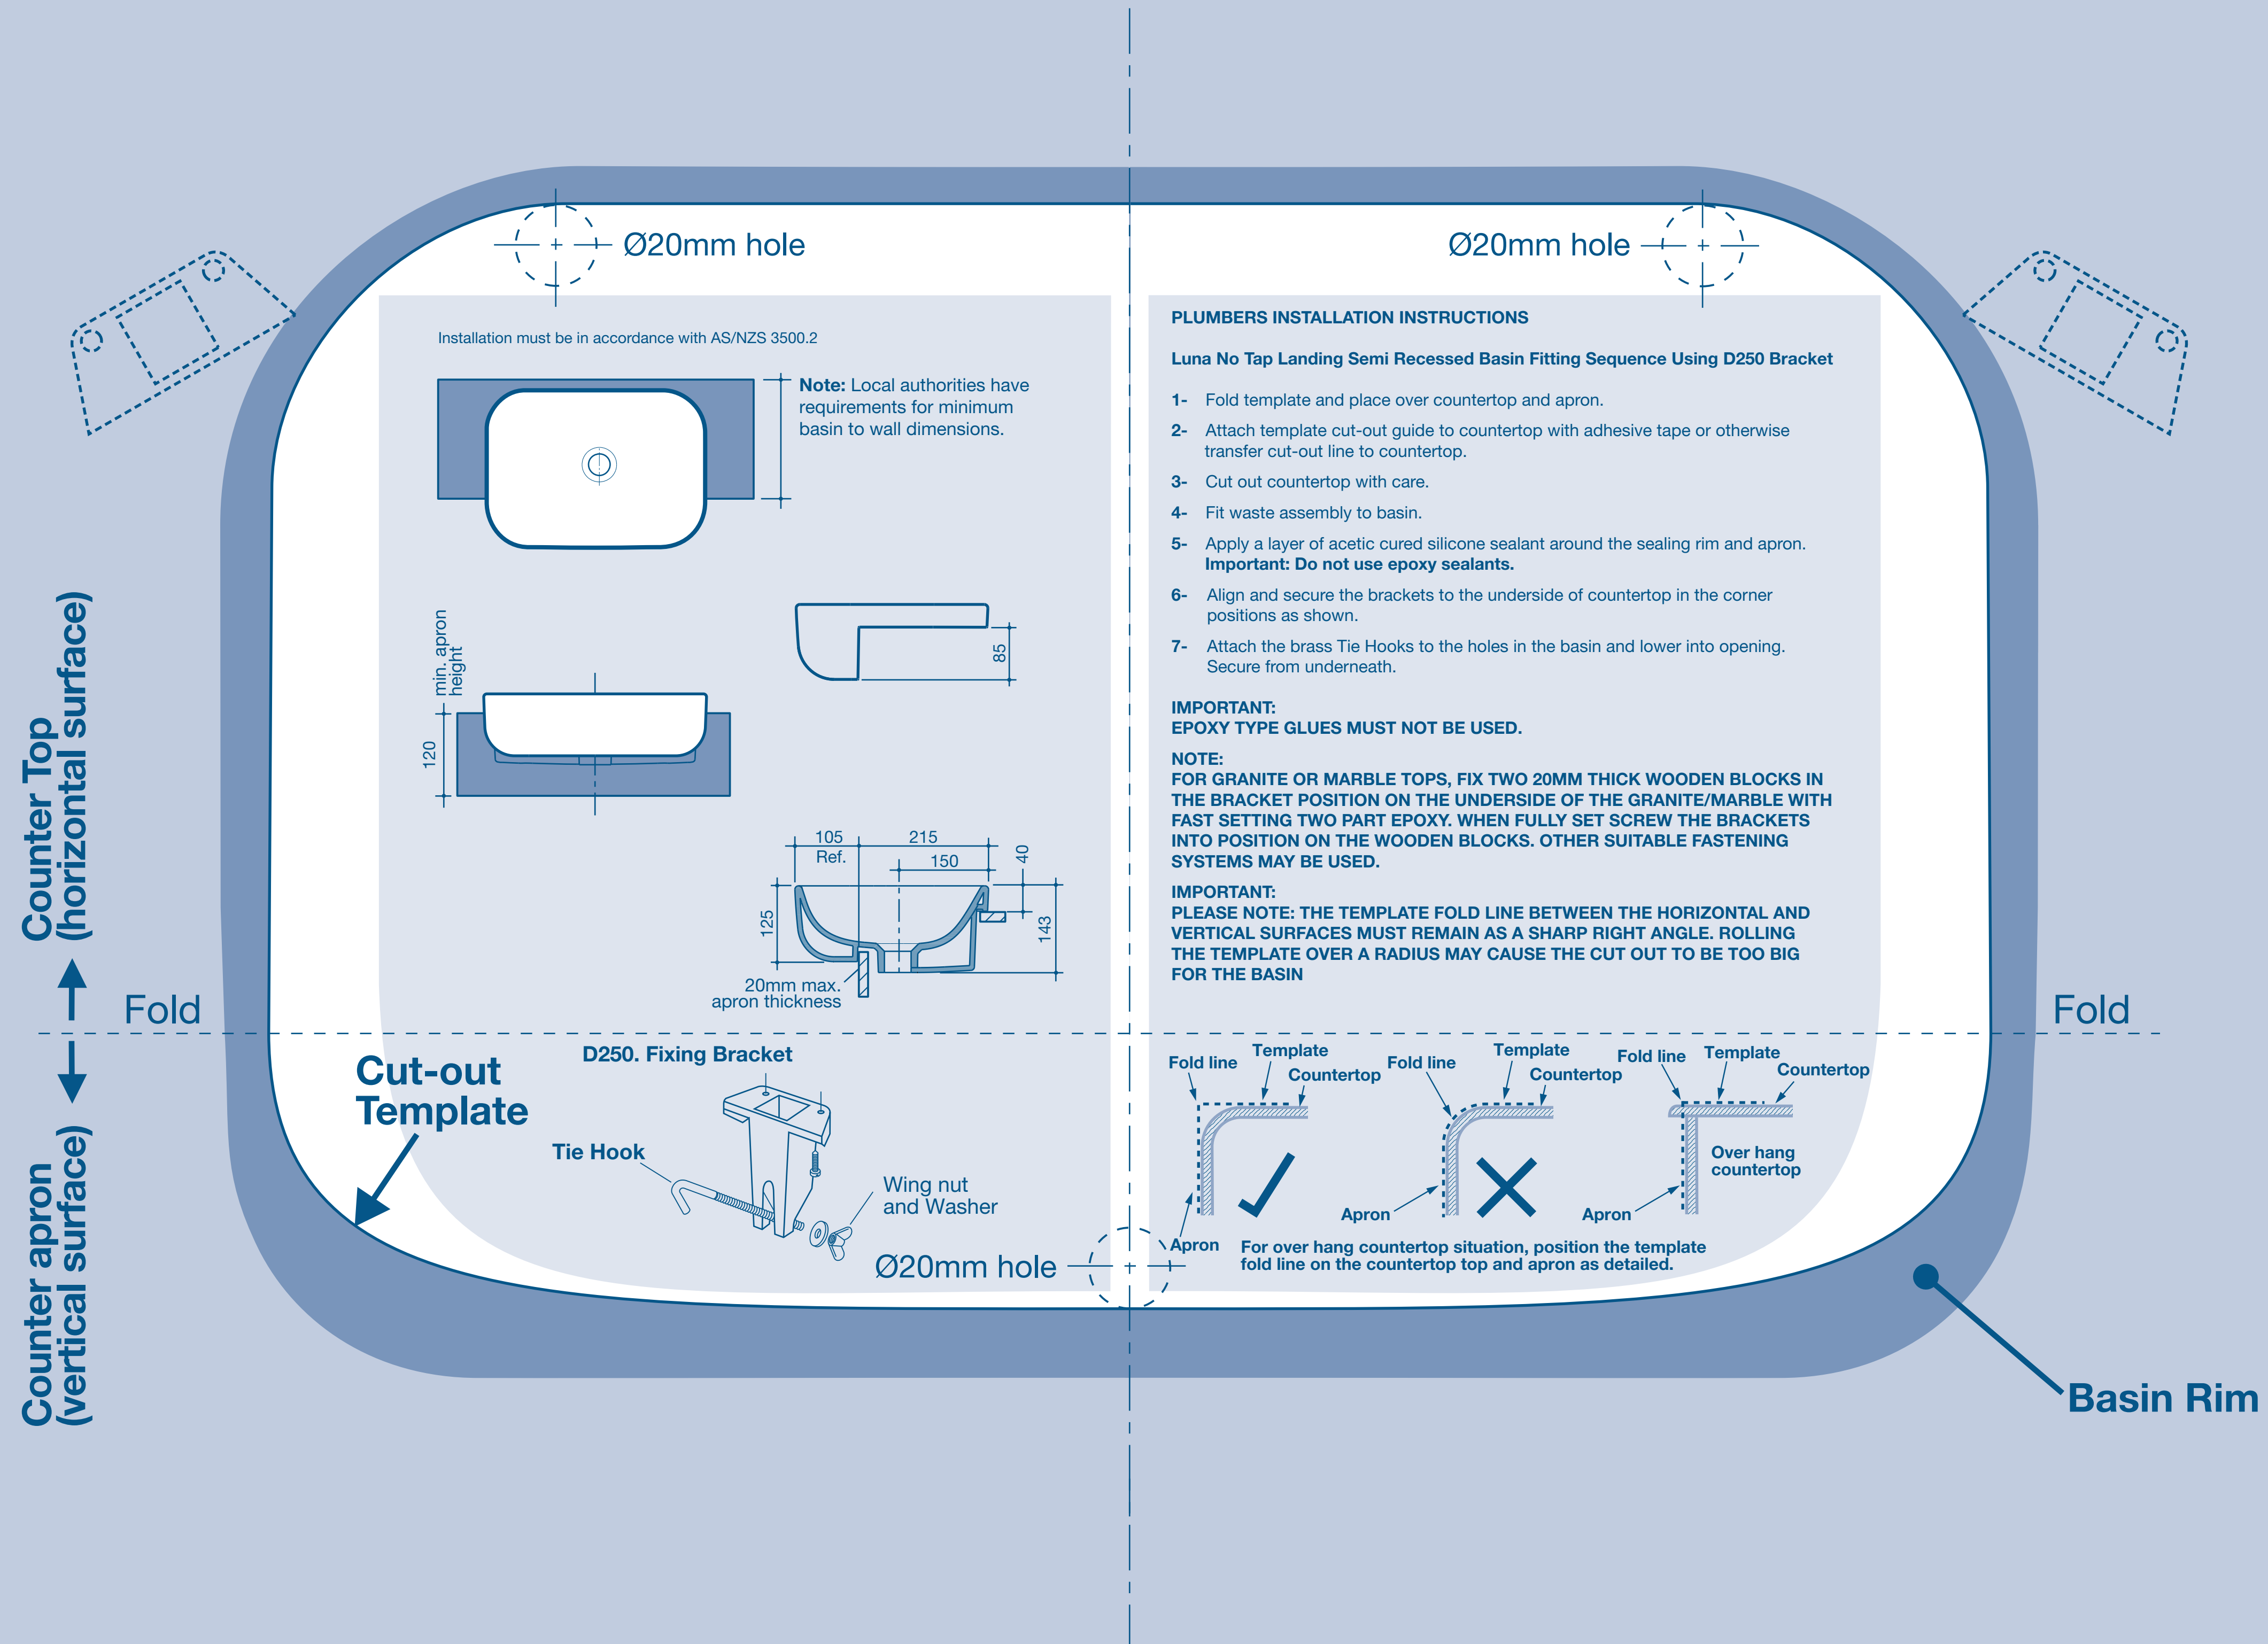 Ø20mm hole
Ø20mm hole
Installation must be in accordance with AS/NZS 3500.2
Note: Local authorities have
requirements for minimum
basin to wall dimensions.
min. apron
height
120
85
105
Ref.
215
150
40
125
143
20mm max.
apron thickness
PLUMBERS INSTALLATION INSTRUCTIONS
Luna No Tap Landing Semi Recessed Basin Fitting Sequence Using D250 Bracket
1- Fold template and place over countertop and apron.
2- Attach template cut-out guide to countertop with adhesive tape or otherwise
transfer cut-out line to countertop.
3- Cut out countertop with care.
4- Fit waste assembly to basin.
5- Apply a layer of acetic cured silicone sealant around the sealing rim and apron.
Important: Do not use epoxy sealants.
6- Align and secure the brackets to the underside of countertop in the corner
positions as shown.
7- Attach the brass Tie Hooks to the holes in the basin and lower into opening.
Secure from underneath.
IMPORTANT:
EPOXY TYPE GLUES MUST NOT BE USED.
NOTE:
FOR GRANITE OR MARBLE TOPS, FIX TWO 20MM THICK WOODEN BLOCKS IN
THE BRACKET POSITION ON THE UNDERSIDE OF THE GRANITE/MARBLE WITH
FAST SETTING TWO PART EPOXY. WHEN FULLY SET SCREW THE BRACKETS
INTO POSITION ON THE WOODEN BLOCKS. OTHER SUITABLE FASTENING
SYSTEMS MAY BE USED.
IMPORTANT:
PLEASE NOTE: THE TEMPLATE FOLD LINE BETWEEN THE HORIZONTAL AND
VERTICAL SURFACES MUST REMAIN AS A SHARP RIGHT ANGLE. ROLLING
THE TEMPLATE OVER A RADIUS MAY CAUSE THE CUT OUT TO BE TOO BIG
FOR THE BASIN
Counter Top
(horizontal surface)
Fold
Fold
Counter apron
(vertical surface)
Cut-out
Template
D250. Fixing Bracket
Tie Hook
Wing nut
and Washer
Ø20mm hole
Fold line
Template
Countertop
Apron
Fold line
Template
Countertop
Apron
Fold line
Template
Countertop
Over hang
countertop
Apron
For over hang countertop situation, position the template
fold line on the countertop top and apron as detailed.
Basin Rim